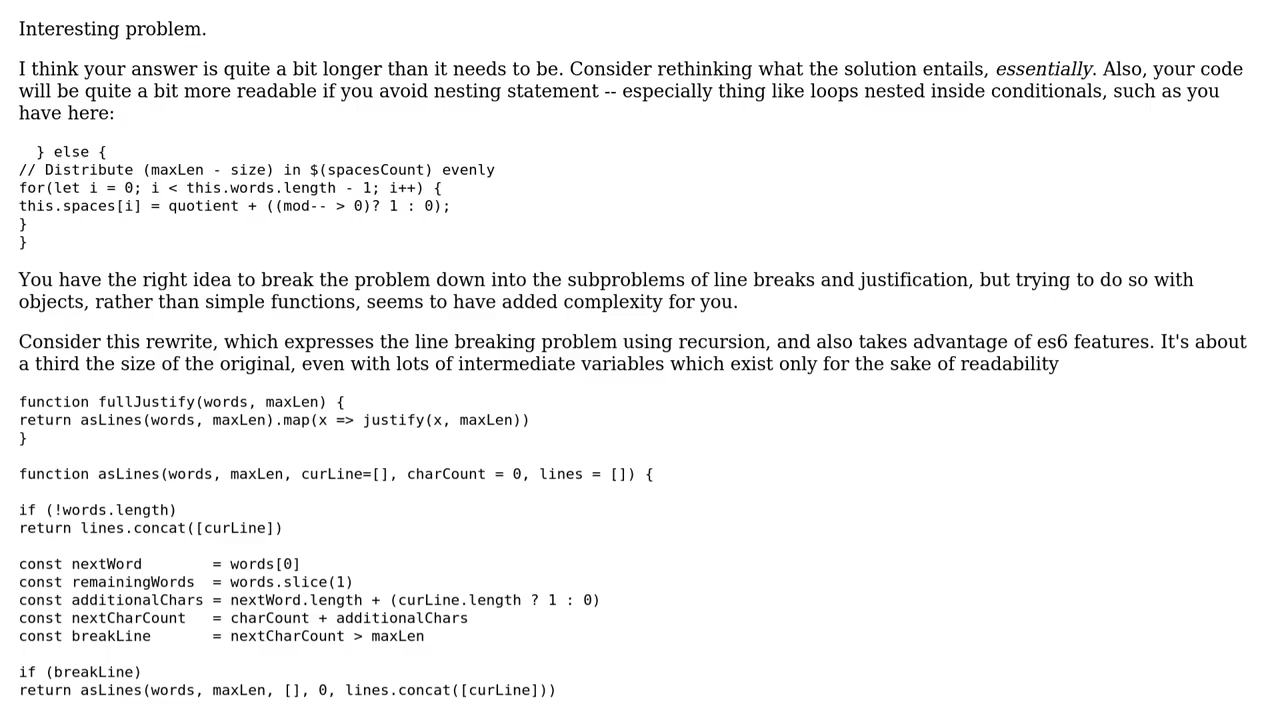 Interesting problem.
I think your answer is quite a bit longer than it needs to be. Consider rethinking what the solution entails, essentially. Also, your code
will be quite a bit more readable if you avoid nesting statement -- especially thing like loops nested inside conditionals, such as you
have here:
  } else {
// Distribute (maxLen - size) in $(spacesCount) evenly
for(let i = 0; i < this.words.length - 1; i++) {
this.spaces[i] = quotient + ((mod-- > 0)? 1 : 0);
}
}
You have the right idea to break the problem down into the subproblems of line breaks and justification, but trying to do so with
objects, rather than simple functions, seems to have added complexity for you.
Consider this rewrite, which expresses the line breaking problem using recursion, and also takes advantage of es6 features. It's about
a third the size of the original, even with lots of intermediate variables which exist only for the sake of readability
function fullJustify(words, maxLen) {
return asLines(words, maxLen).map(x => justify(x, maxLen))
}
function asLines(words, maxLen, curLine=[], charCount = 0, lines = []) {
if (!words.length)
return lines.concat([curLine])
const nextWord        = words[0]
const remainingWords  = words.slice(1)
const additionalChars = nextWord.length + (curLine.length ? 1 : 0)
const nextCharCount   = charCount + additionalChars
const breakLine       = nextCharCount > maxLen
if (breakLine)
return asLines(words, maxLen, [], 0, lines.concat([curLine]))